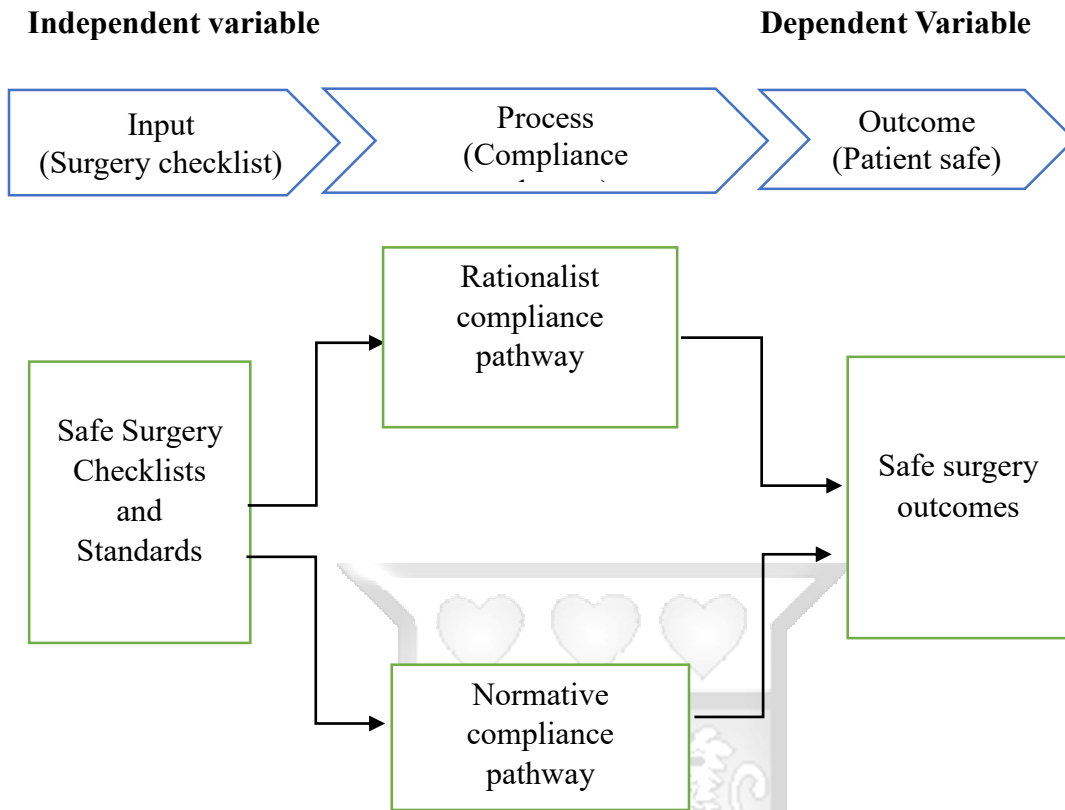 Independent variable
Dependent Variable
Input
(Surgery checklist)
Process
(Compliance
Outcome
(Patient safe)
Rationalist
compliance
pathway
Safe Surgery
Checklists
and
Standards
Safe surgery
outcomes
Normative
compliance
pathway